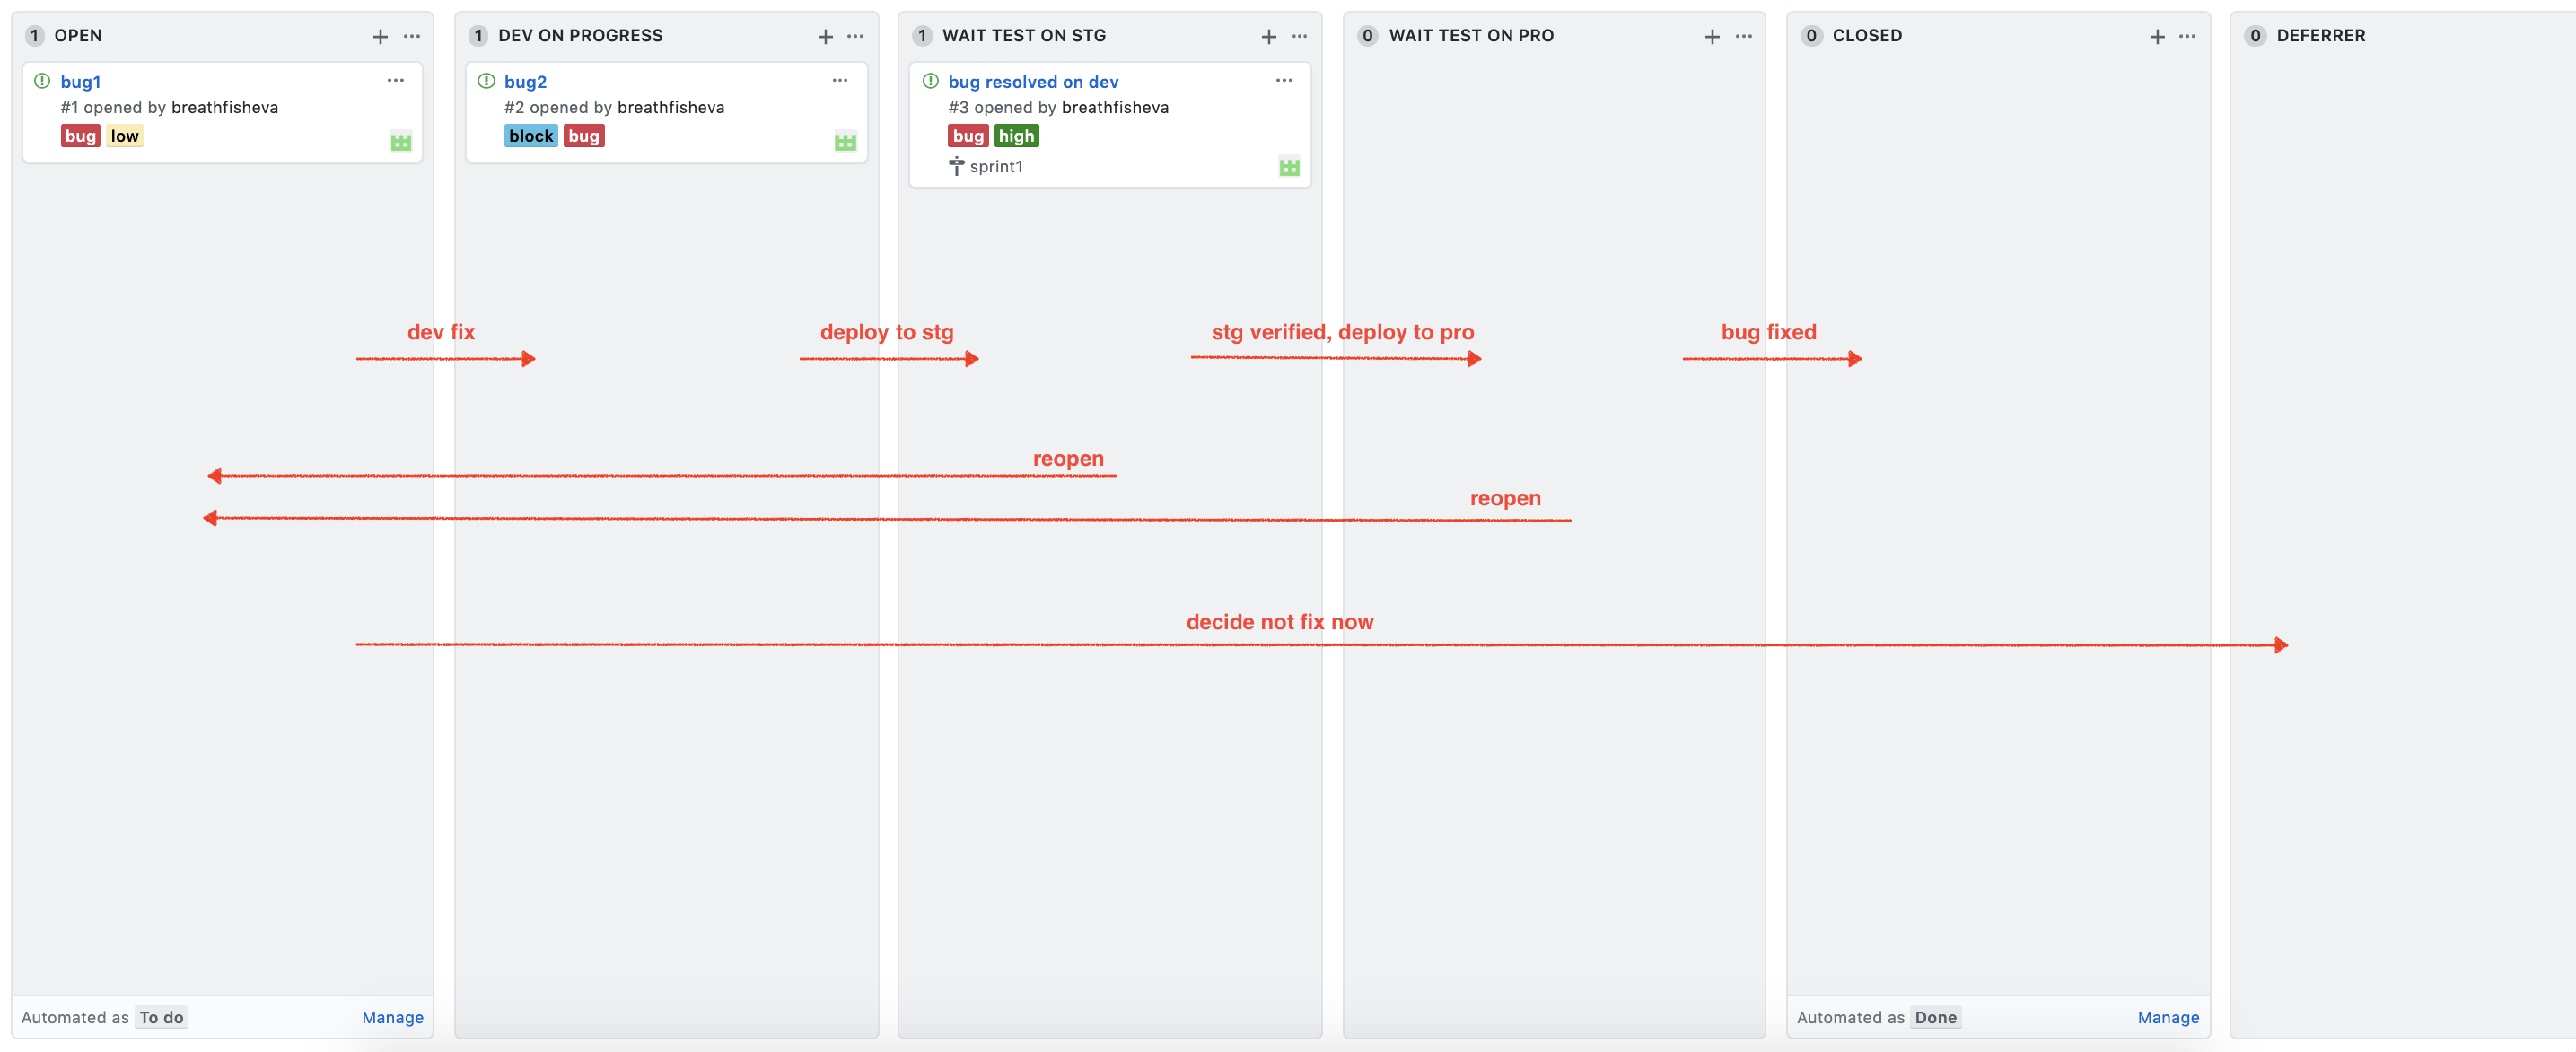 1 OPEN
bug1
#1 opened by breathfisheva
bug low
1 DEV ON PROGRESS
bug2
#2 opened by breathfisheva
block bug
1 WAIT TEST ON STG
bug resolved on dev
#3 opened by breathfisheva
bug high
sprint1
0 WAIT TEST ON PRO
0 CLOSED
0 DEFERRER
dev fix
deploy to stg
stg verified, deploy to pro
bug fixed
reopen
reopen
decide not fix now
Automated as To do Manage
Automated as Done Manage